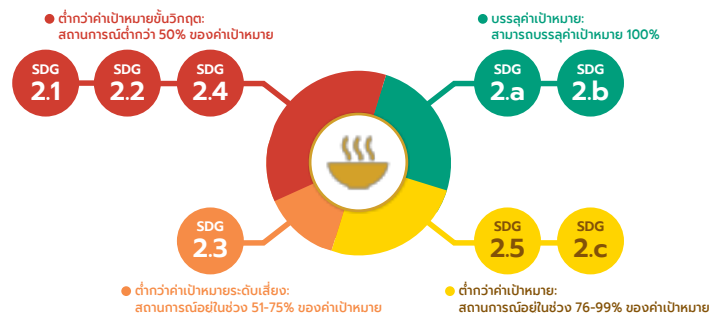 ต่ำกว่าค่าเป้าหมายขั้นวิกฤต:
สถานการณ์ต่ำกว่า 50% ของค่าเป้าหมาย
บรรลุค่าเป้าหมาย:
สามารถบรรลุค่าเป้าหมาย 100%
SDG
2.1
SDG
2.2
SDG
2.4
SDG
2.a
SDG
2.b
SDG
2.3
SDG
2.5
SDG
2.c
ต่ำกว่าค่าเป้าหมายระดับเสี่ยง:
สถานการณ์อยู่ในช่วง 51-75% ของค่าเป้าหมาย
ต่ำกว่าค่าเป้าหมาย:
สถานการณ์อยู่ในช่วง 76-99% ของค่าเป้าหมาย